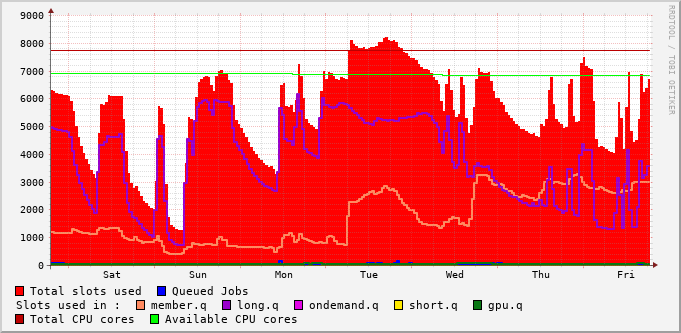 RRDTOOL / TOBI OETIKER
9000
8000
7000
6000
5000
4000
3000
2000
1000
0
Sat Sun Mon Tue Wed Thu Fri
Total slots used Queued Jobs
Slots used in : member.q long.q ondemand.q short.q gpu.q
Total CPU cores Available CPU cores